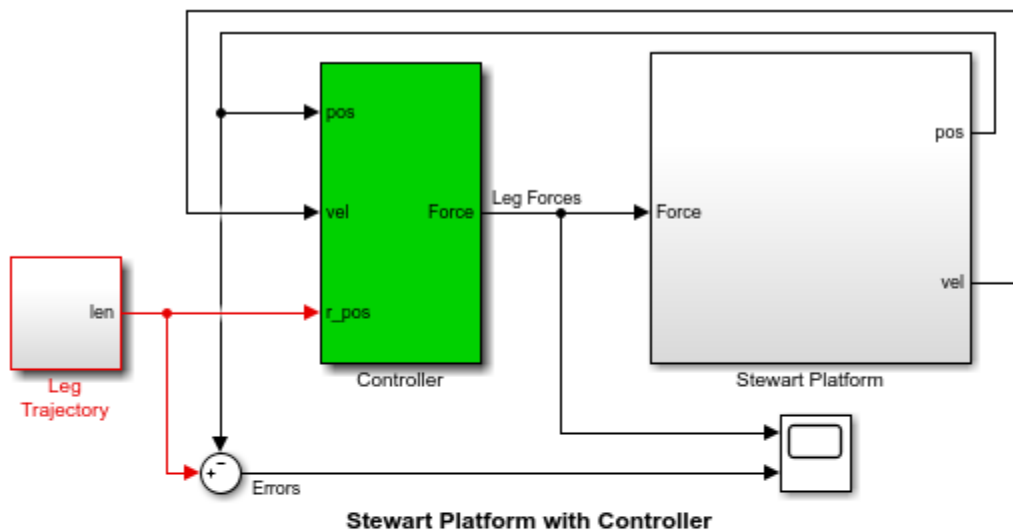 pos
pos
Leg Forces
vel
Force
Force
vel
len
r_pos
Controller
Stewart Platform
Leg
Trajectory
+
−
Errors
Stewart Platform with Controller